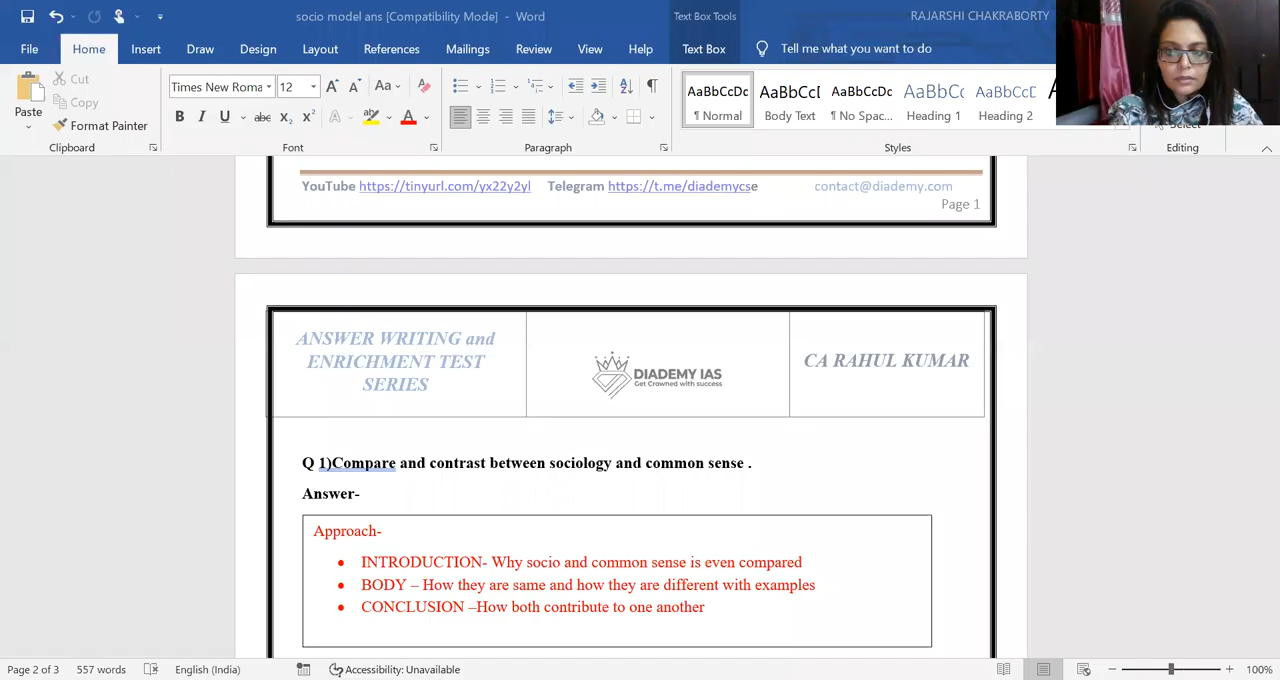 socio model ans [Compatibility Mode] - Word
Text Box Tools
RAJARSHI CHAKRABORTY
File Home Insert Draw Design Layout References Mailings Review View Help Text Box Tell me what you want to do
Paste
Cut
Copy
Format Painter
Clipboard
Times New Roma 12
Font
Paragraph
AaBbCcDc AaBbCcI AaBbCcDc AaBbCc AaBbCcD
¶ Normal Body Text ¶ No Spac... Heading 1 Heading 2
Styles
Editing
YouTube https://tinyurl.com/yx22y2yl Telegram https://t.me/diademycse contact@diademy.com
Page 1
ANSWER WRITING and
ENRICHMENT TEST
SERIES
DIADEMY IAS
Get Crowned with success
CA RAHUL KUMAR
Q 1)Compare and contrast between sociology and common sense .
Answer-
Approach-
• INTRODUCTION- Why socio and common sense is even compared
• BODY – How they are same and how they are different with examples
• CONCLUSION –How both contribute to one another
Page 2 of 3 557 words English (India) Accessibility: Unavailable 100%